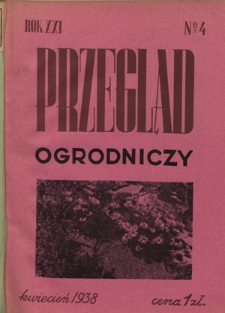 ROK XXI Nº 4
PRZEGLĄD
OGRODNICZY
kwiecień 1938 cena 1 zł.